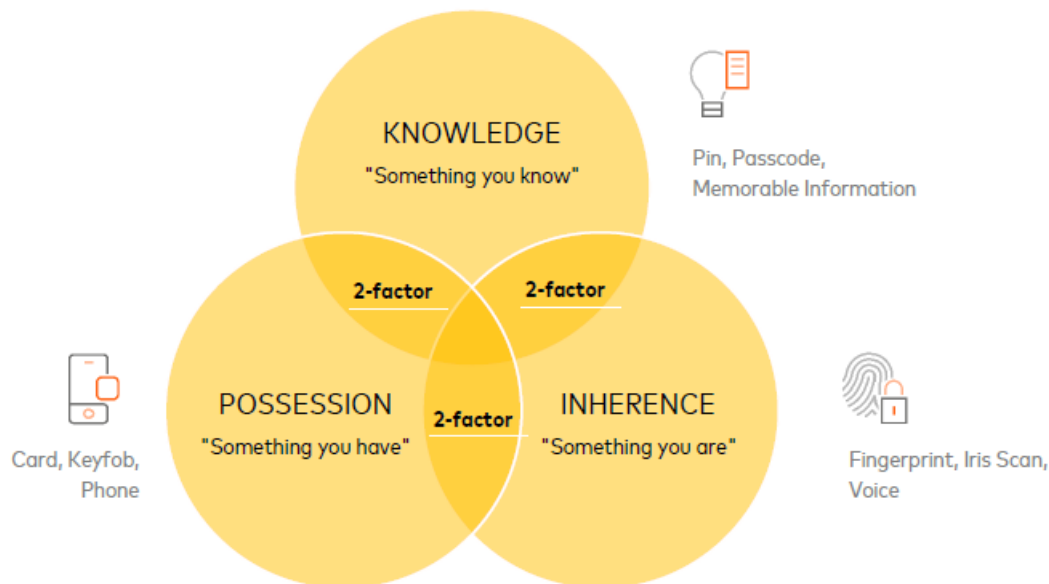 KNOWLEDGE
"Something you know"
Pin, Passcode,
Memorable Information
2-factor
2-factor
POSSESSION
"Something you have"
2-factor
INHERENCE
"Something you are"
Card, Keyfob,
Phone
Fingerprint, Iris Scan,
Voice